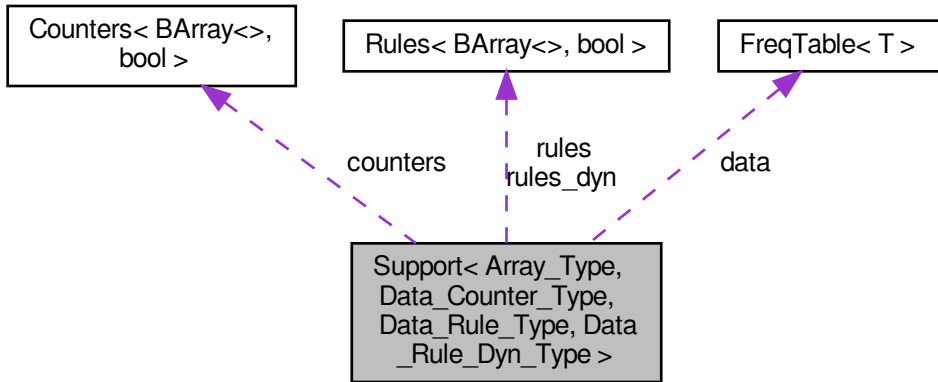 Counters< BArray<>,
bool >
Rules< BArray<>, bool >
FreqTable< T >
counters
rules
rules_dyn
data
Support< Array_Type,
Data_Counter_Type,
Data_Rule_Type, Data
_Rule_Dyn_Type >